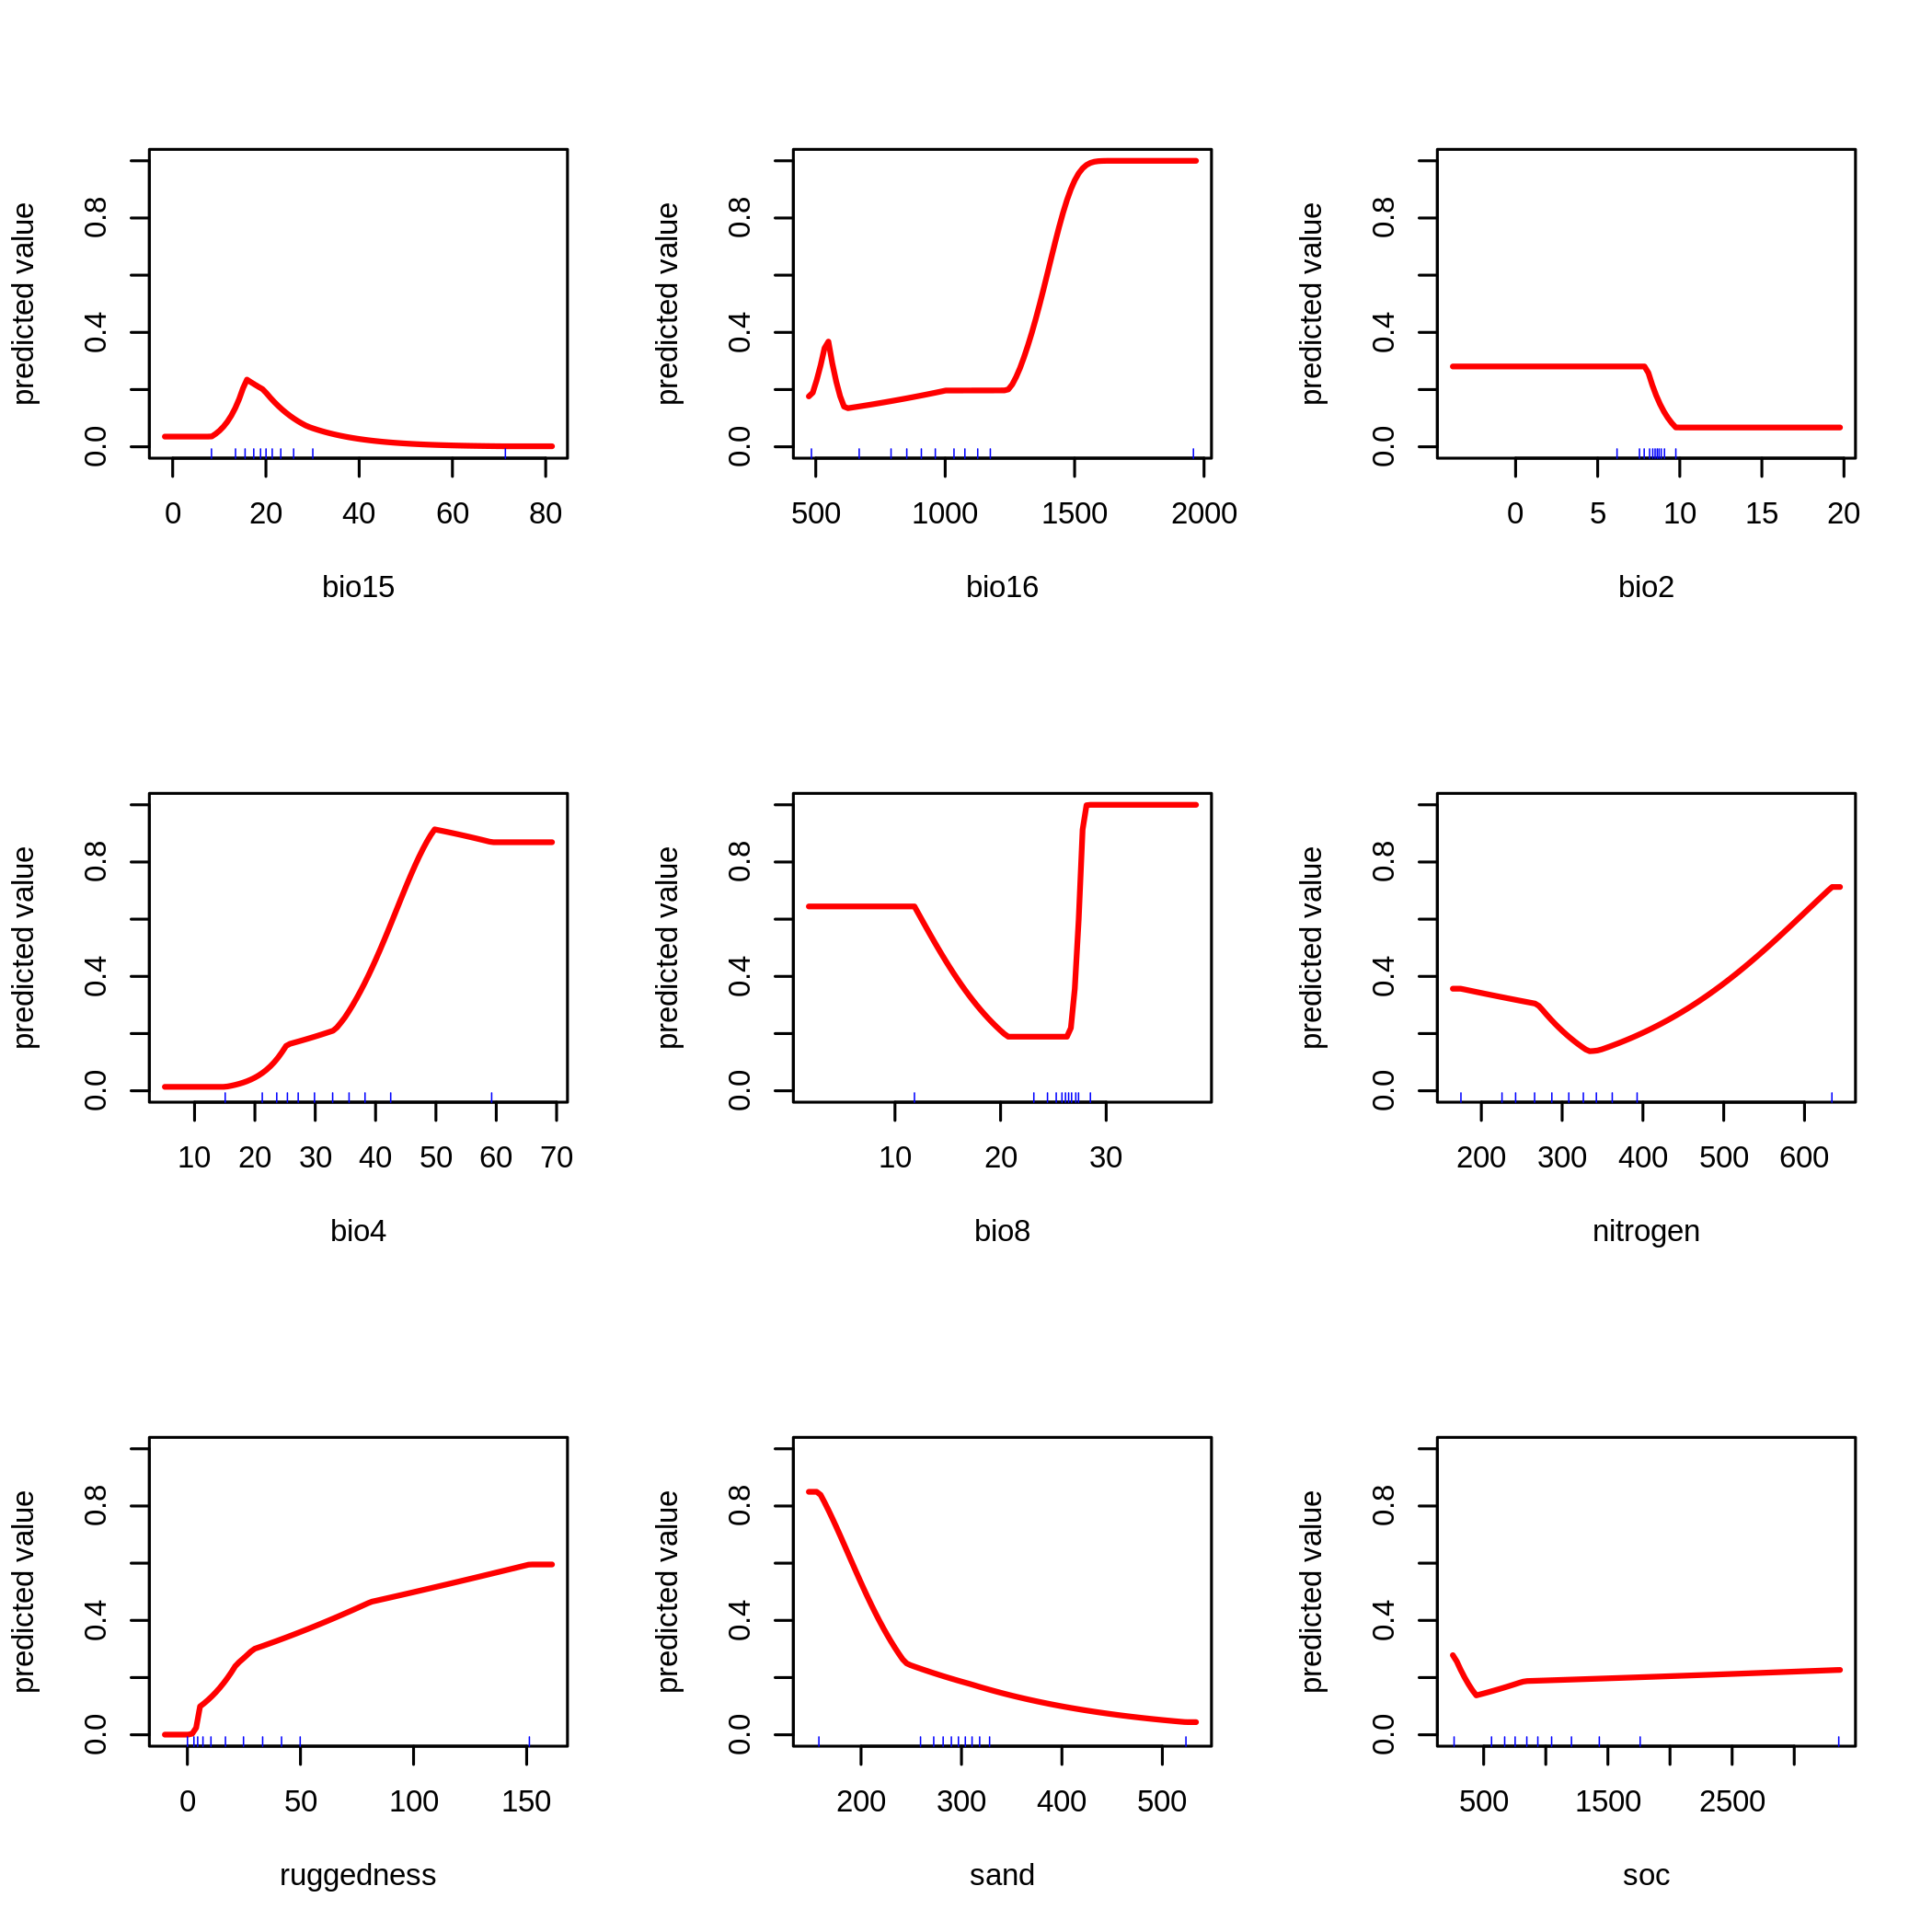 predicted value
0.0 0.4 0.8
0 20 40 60 80
bio15
predicted value
0.0 0.4 0.8
500 1000 1500 2000
bio16
predicted value
0.0 0.4 0.8
0 5 10 15 20
bio2
predicted value
0.0 0.4 0.8
10 20 30 40 50 60 70
bio4
predicted value
0.0 0.4 0.8
10 20 30
bio8
predicted value
0.0 0.4 0.8
200 300 400 500 600
nitrogen
predicted value
0.0 0.4 0.8
0 50 100 150
ruggedness
predicted value
0.0 0.4 0.8
200 300 400 500
sand
predicted value
0.0 0.4 0.8
500 1500 2500
soc